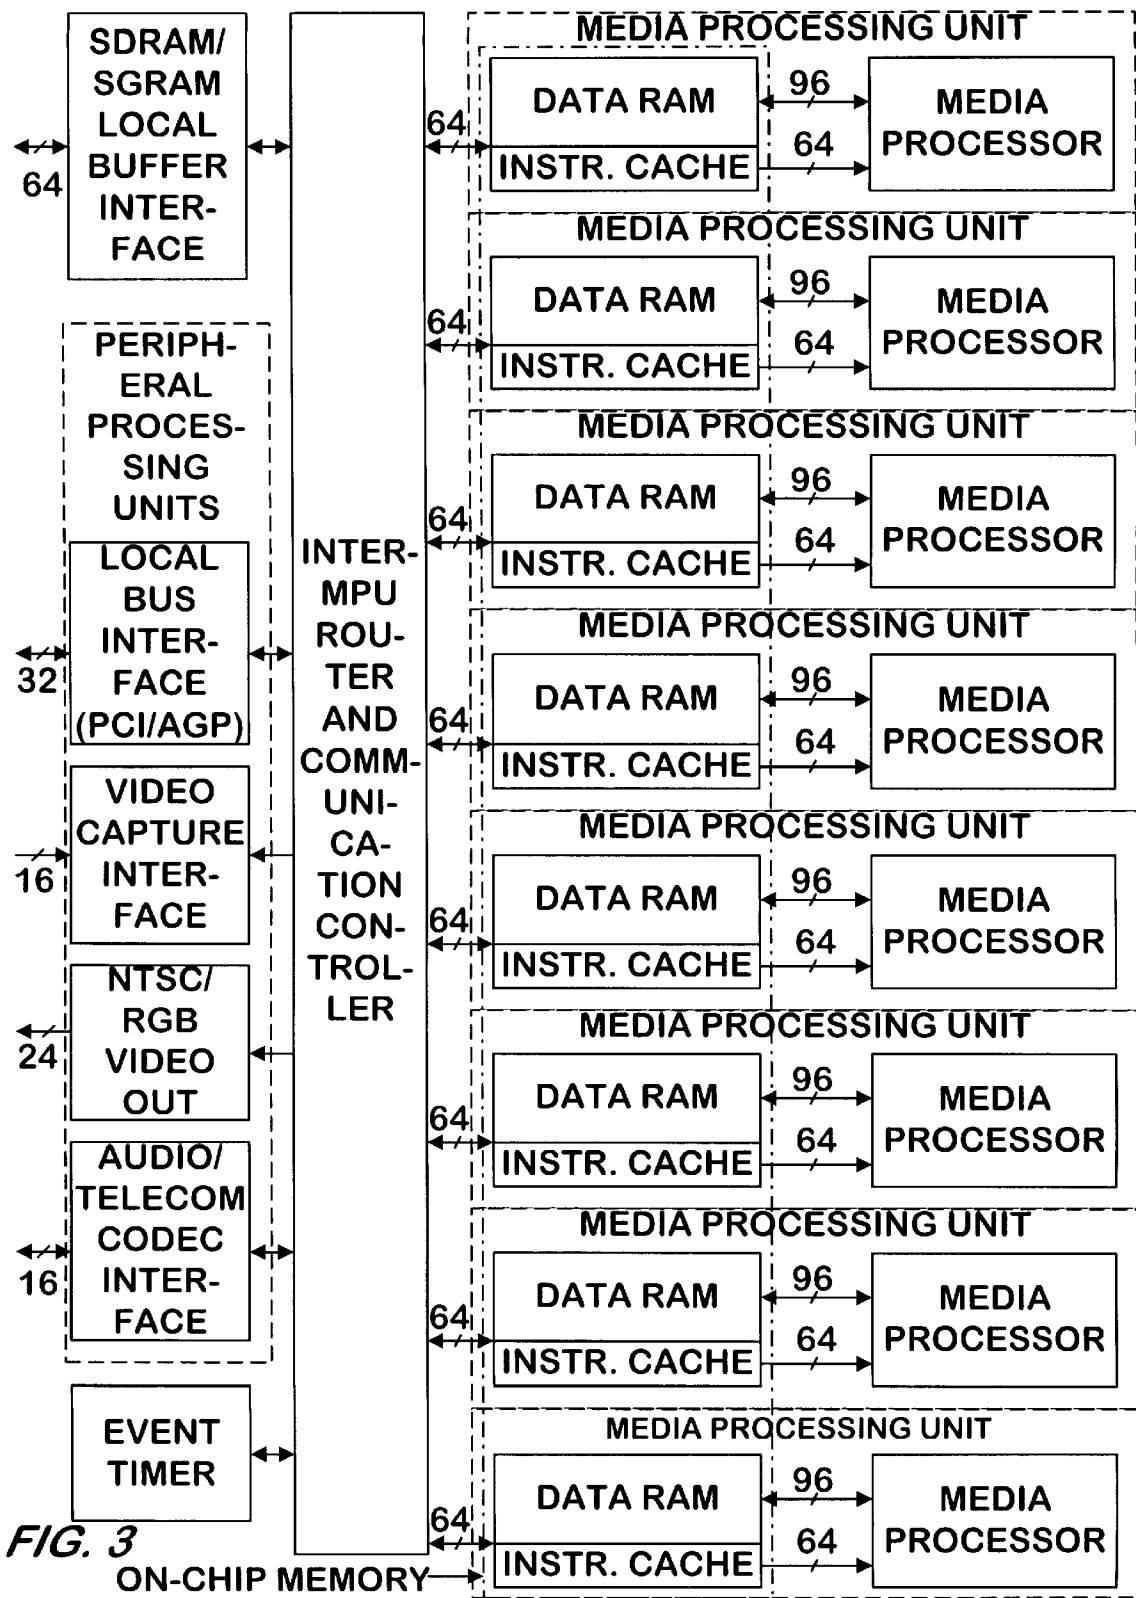 SDRAM/
SGRAM
LOCAL
BUFFER
INTER-
FACE
64
PERIPH-
ERAL
PROCES-
SING
UNITS
LOCAL
BUS
INTER-
FACE
(PCI/AGP)
32
VIDEO
CAPTURE
INTER-
FACE
16
NTSC/
RGB
VIDEO
OUT
24
AUDIO/
TELECOM
CODEC
INTER-
FACE
16
EVENT
TIMER
INTER-
MPU
ROU-
TER
AND
COMM-
UNI-
CA-
TION
CON-
TROL-
LER
MEDIA PROCESSING UNIT
64
DATA RAM
INSTR. CACHE
96
64
MEDIA
PROCESSOR
MEDIA PROCESSING UNIT
64
DATA RAM
INSTR. CACHE
96
64
MEDIA
PROCESSOR
MEDIA PROCESSING UNIT
64
DATA RAM
INSTR. CACHE
96
64
MEDIA
PROCESSOR
MEDIA PROCESSING UNIT
64
DATA RAM
INSTR. CACHE
96
64
MEDIA
PROCESSOR
MEDIA PROCESSING UNIT
64
DATA RAM
INSTR. CACHE
96
64
MEDIA
PROCESSOR
MEDIA PROCESSING UNIT
64
DATA RAM
INSTR. CACHE
96
64
MEDIA
PROCESSOR
MEDIA PROCESSING UNIT
64
DATA RAM
INSTR. CACHE
96
64
MEDIA
PROCESSOR
MEDIA PROCESSING UNIT
64
DATA RAM
INSTR. CACHE
96
64
MEDIA
PROCESSOR
FIG. 3
ON-CHIP MEMORY